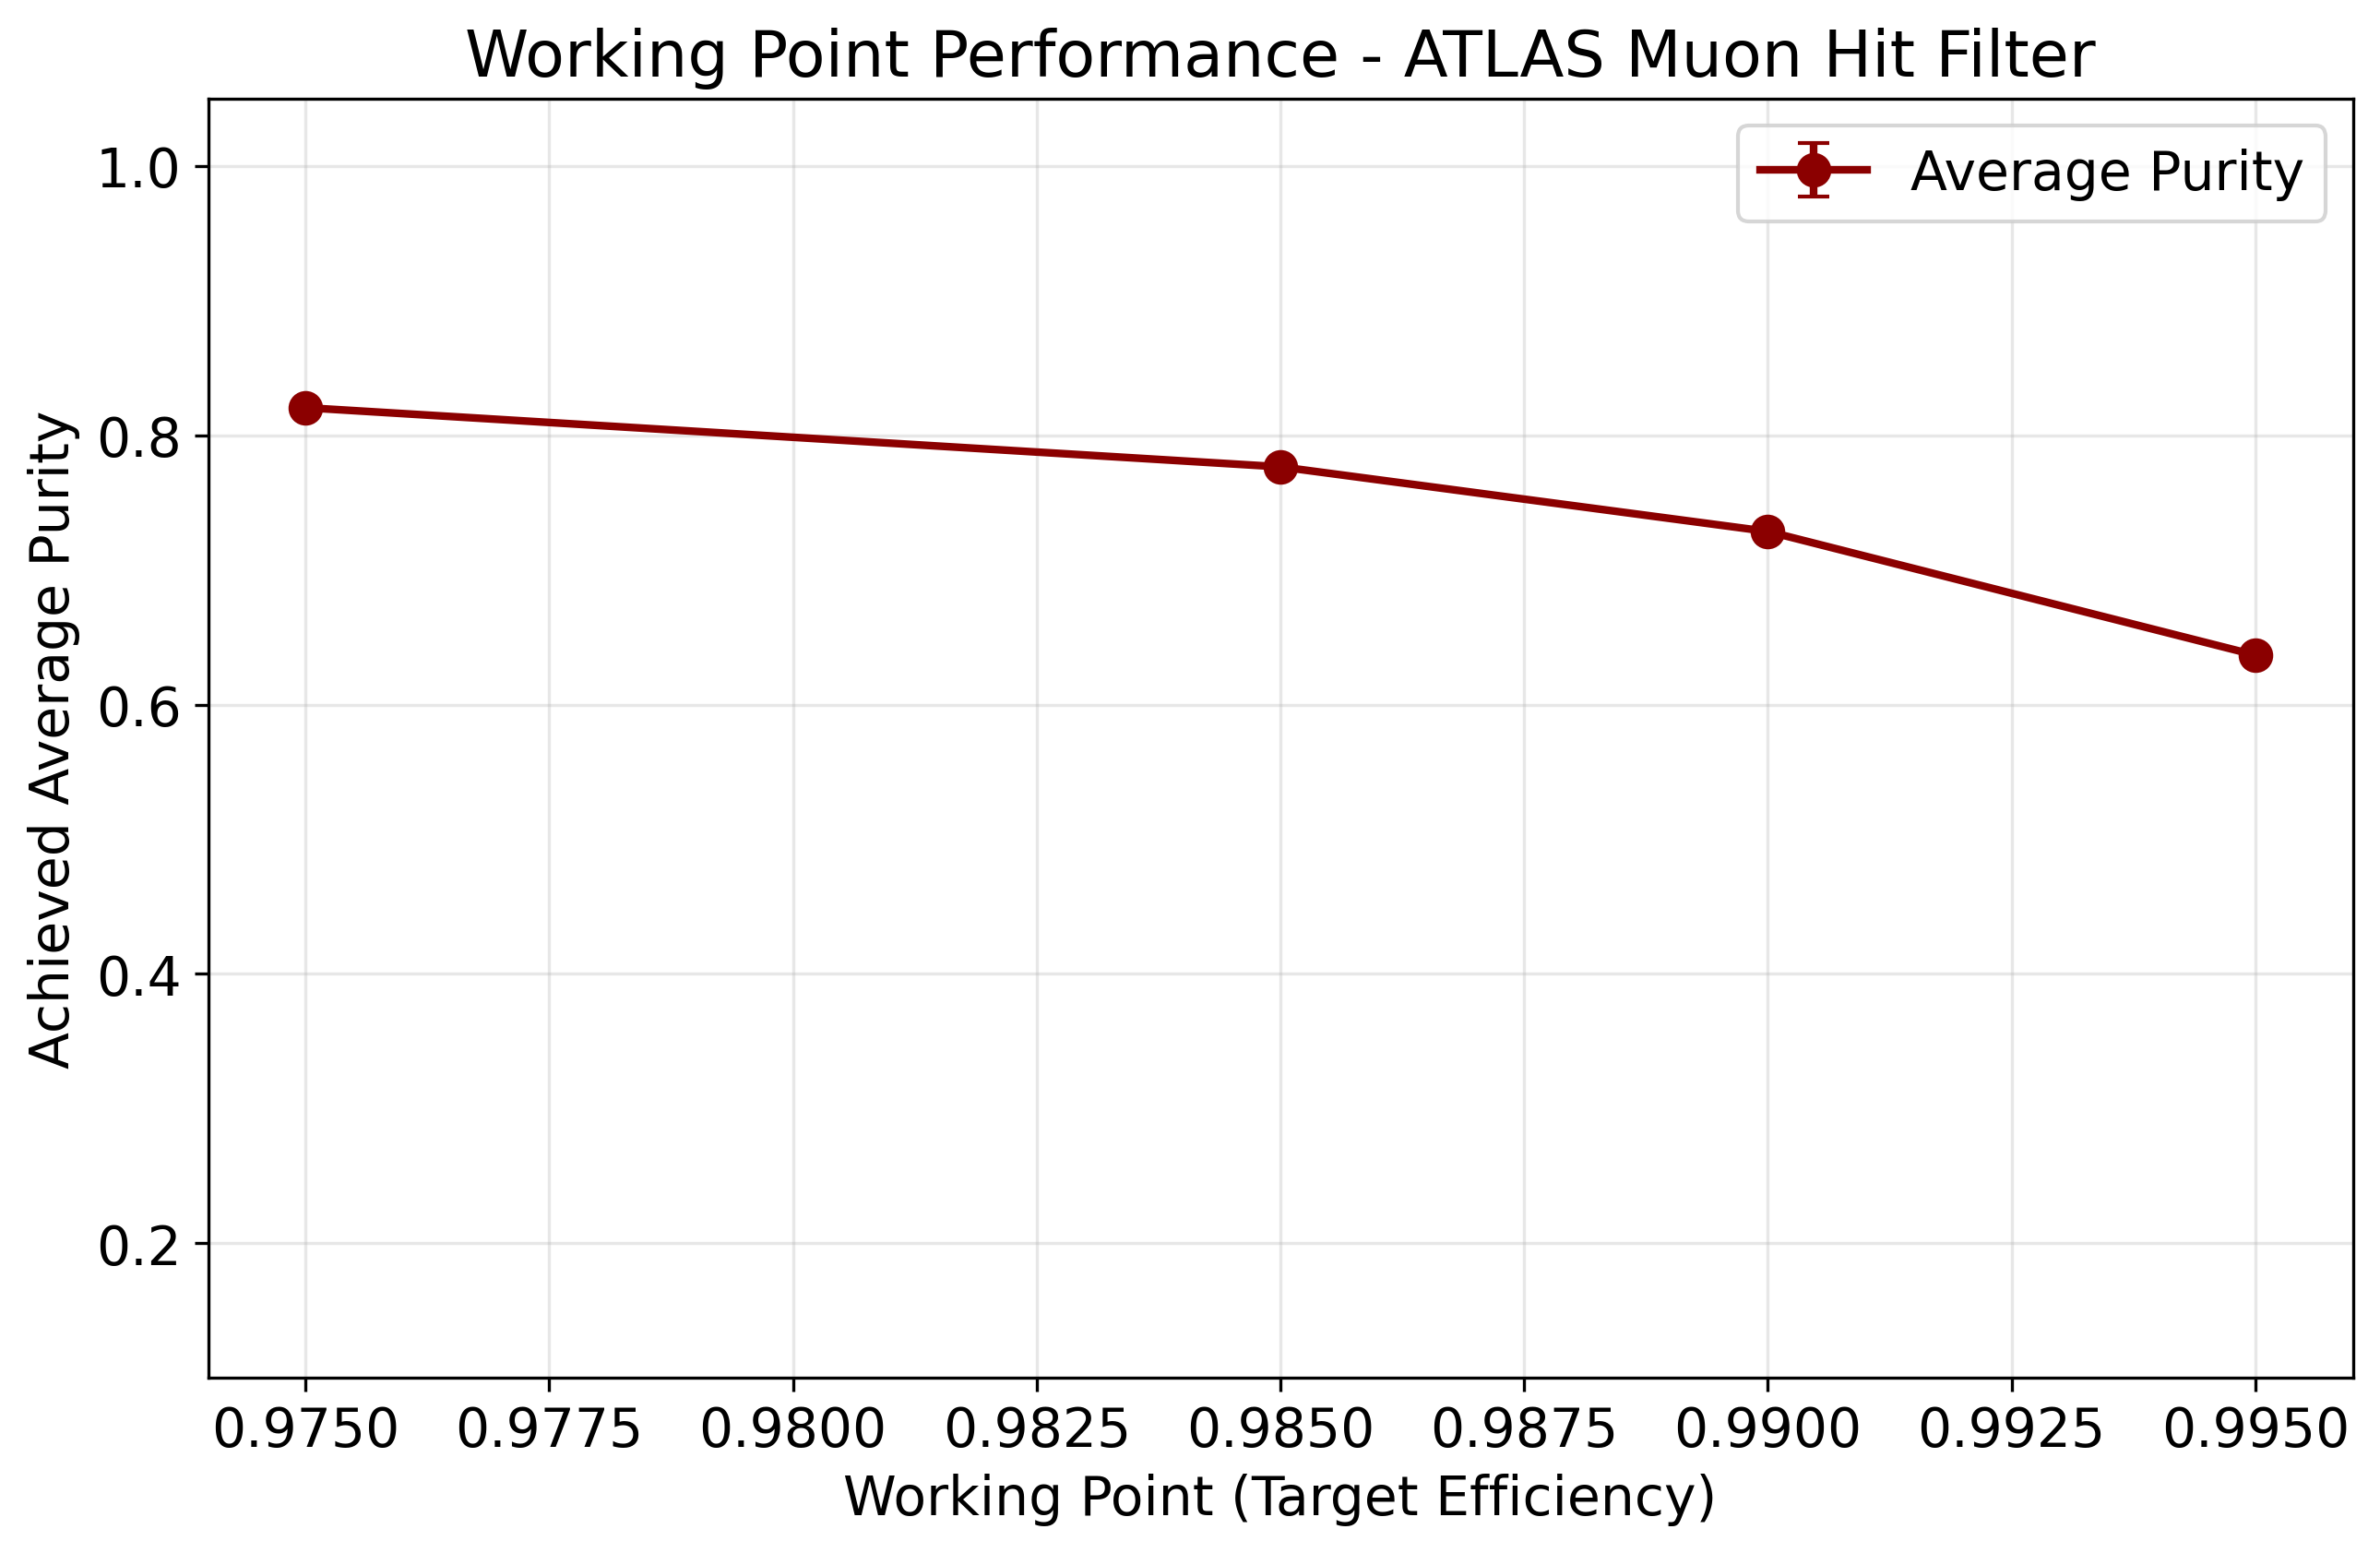 Working Point Performance - ATLAS Muon Hit Filter
Average Purity
Achieved Average Purity
1.0
0.8
0.6
0.4
0.2
0.9750 0.9775 0.9800 0.9825 0.9850 0.9875 0.9900 0.9925 0.9950
Working Point (Target Efficiency)